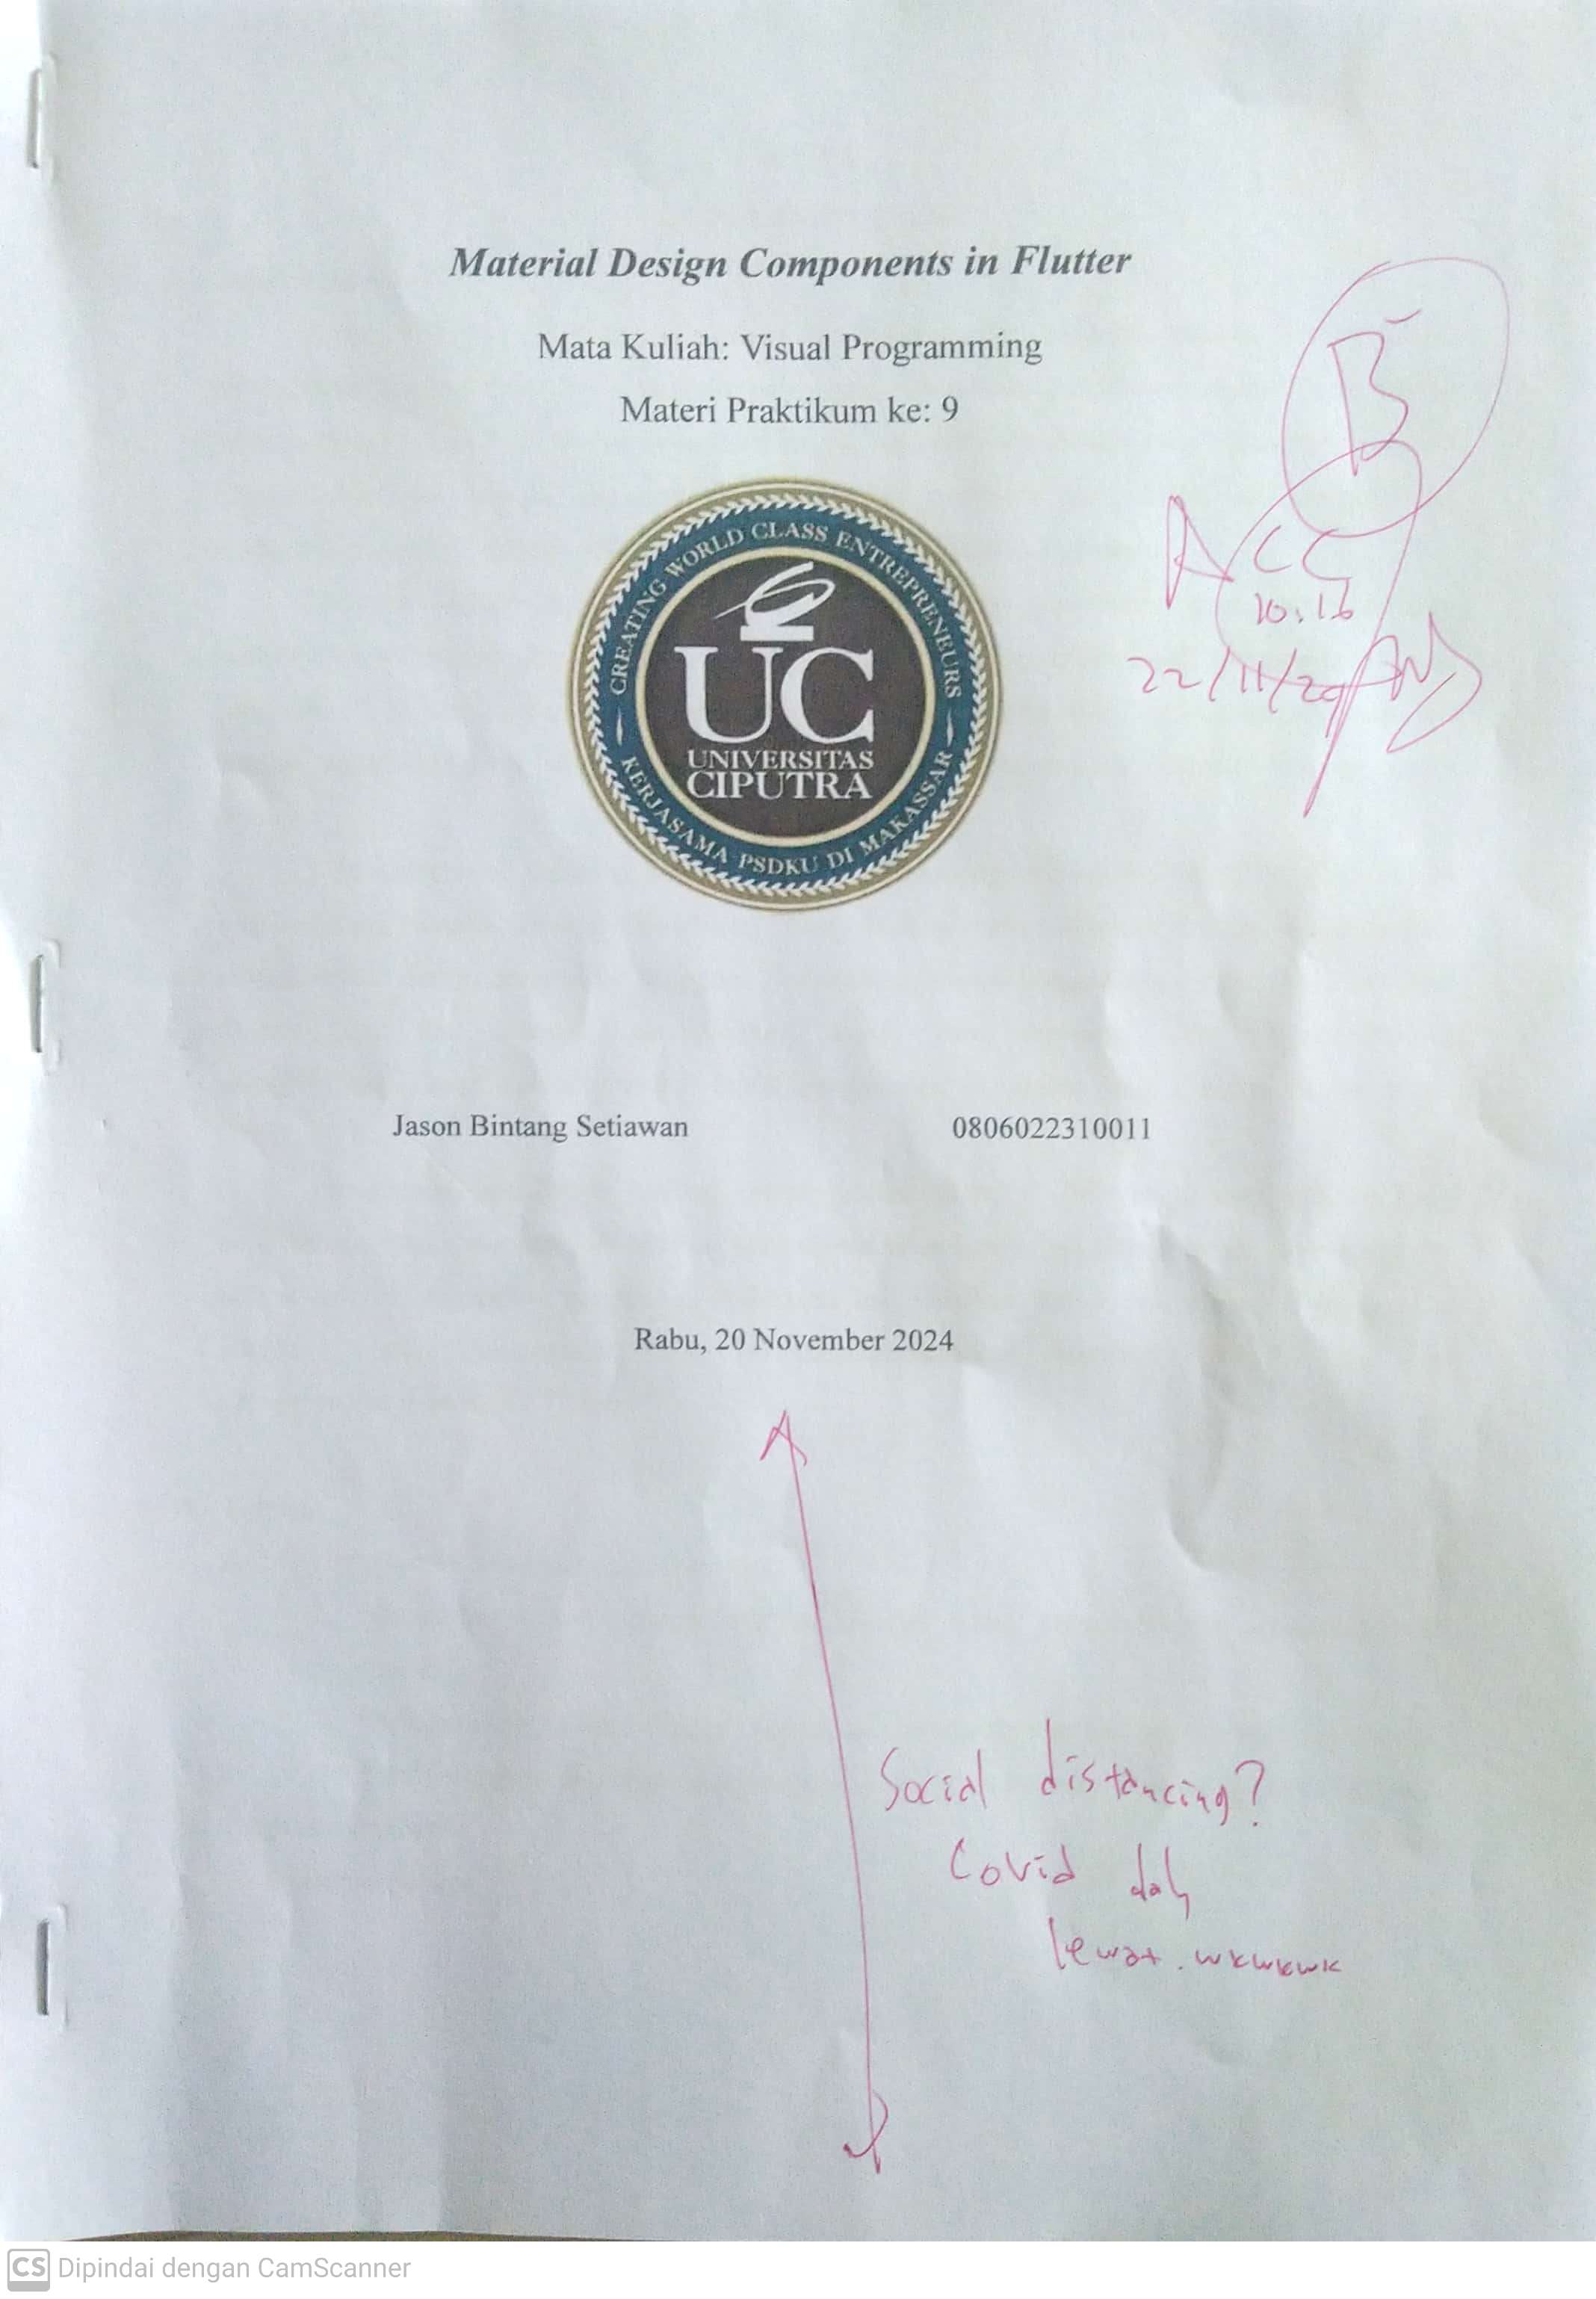 Material Design Components in Flutter
Mata Kuliah: Visual Programming
Materi Praktikum ke: 9
B-
ACC
10.16
22/11/24
CREATING WORLD CLASS ENTREPRENEURS
UC
UNIVERSITAS
CIPUTRA
KERJASAMA PSDKU DI MAKASSAR
Jason Bintang Setiawan 0806022310011
Rabu, 20 November 2024
Social distancing?
Covid dah
lewat. wkwkwk
CS Dipindai dengan CamScanner